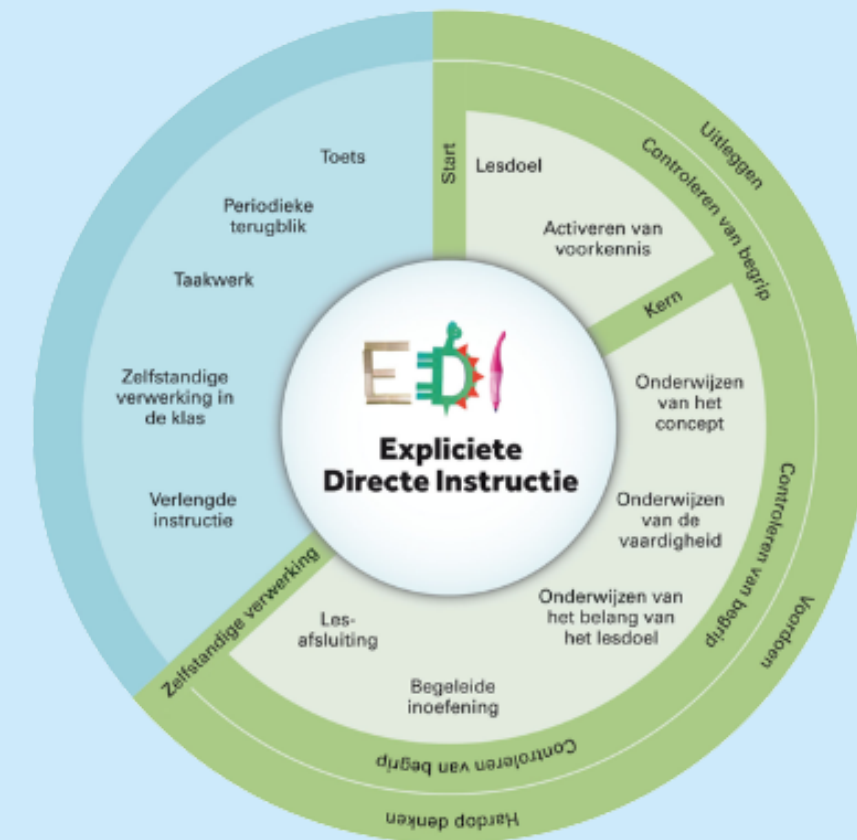 EDI
Expliciete
Directe Instructie
Start
Lesdoel
Activeren van
voorkennis
Kern
Onderwijzen
van het
concept
Onderwijzen
van de
vaardigheid
Onderwijzen van
het belang van
het lesdoel
Begeleide
inoefening
Les-
afsluiting
Zelfstandige verwerking
Verlengde
instructie
Zelfstandige
verwerking in
de klas
Taakwerk
Periodieke
terugblik
Toets
Controleren van begrip
Controleren van begrip
Controleren van begrip
Uitleggen
Voordoen
Hardop denken